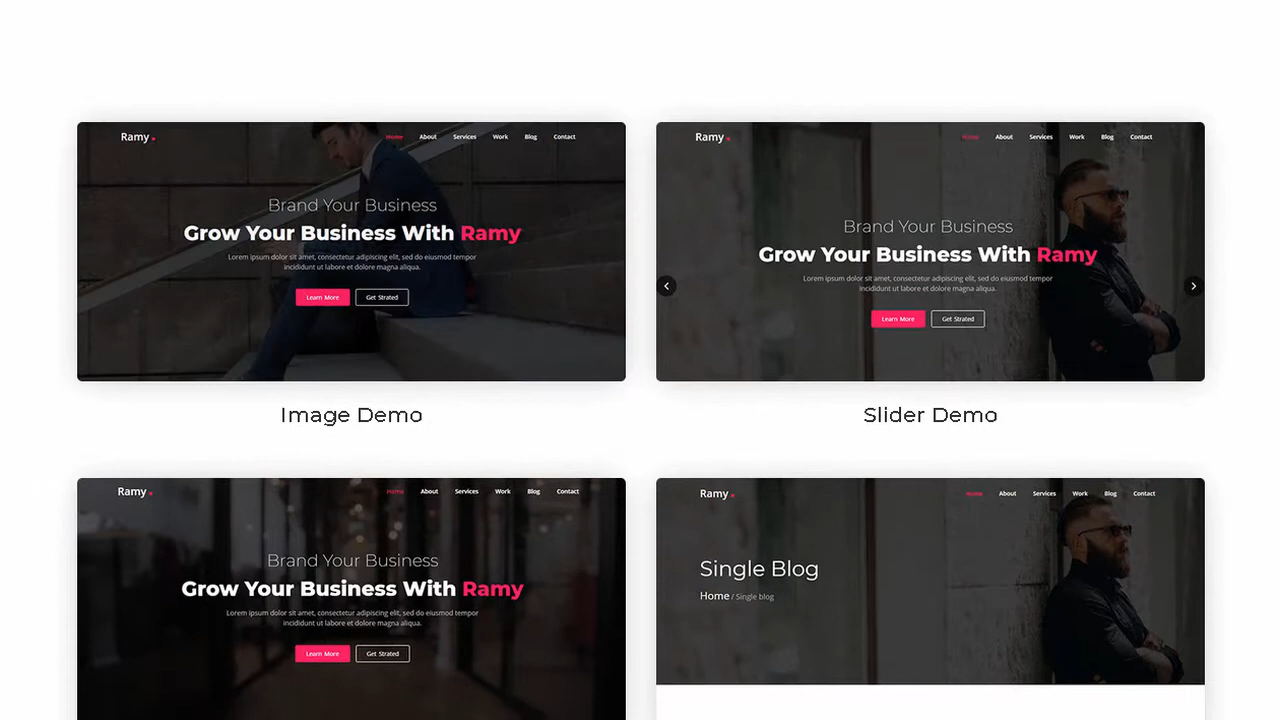 Ramy
Home About Services Work Blog Contact
Brand Your Business
Grow Your Business With Ramy
Lorem ipsum dolor sit amet, consectetur adipiscing elit, sed do eiusmod tempor
incididunt ut labore et dolore magna aliqua.
Learn More Get Strated
Image Demo
Ramy
Home About Services Work Blog Contact
Brand Your Business
Grow Your Business With Ramy
Lorem ipsum dolor sit amet, consectetur adipiscing elit, sed do eiusmod tempor
incididunt ut labore et dolore magna aliqua.
Learn More Get Strated
Slider Demo
Ramy
Home About Services Work Blog Contact
Brand Your Business
Grow Your Business With Ramy
Lorem ipsum dolor sit amet, consectetur adipiscing elit, sed do eiusmod tempor
incididunt ut labore et dolore magna aliqua.
Learn More Get Strated
Ramy
Home About Services Work Blog Contact
Single Blog
Home / Single blog